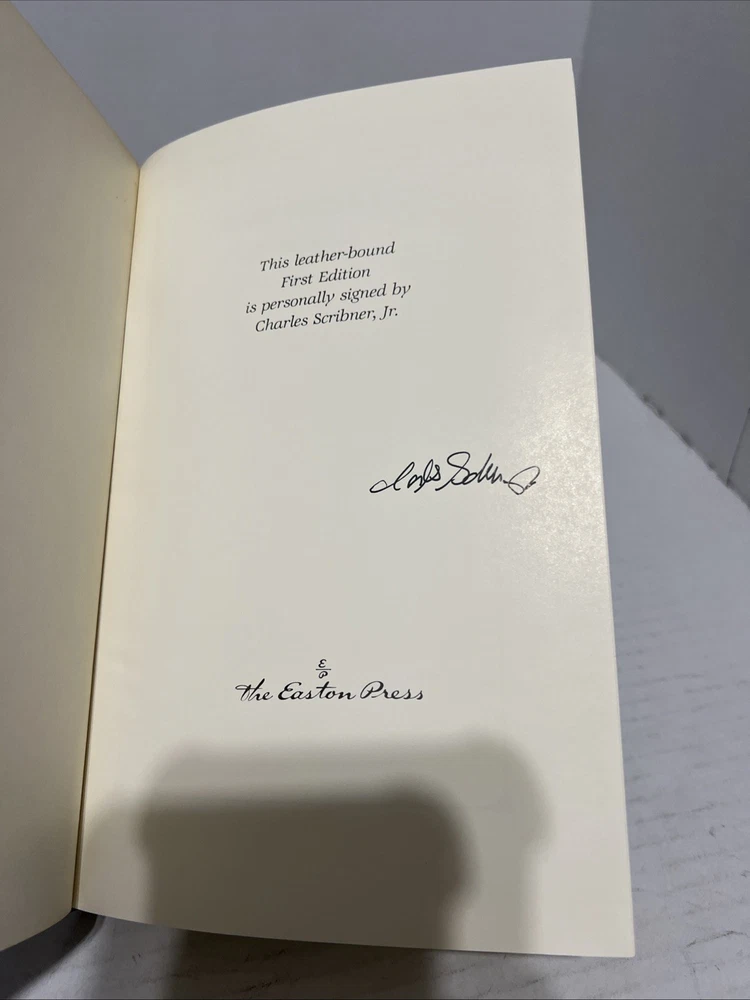 This leather-bound
First Edition
is personally signed by
Charles Scribner, Jr.
E
P
the Easton Press